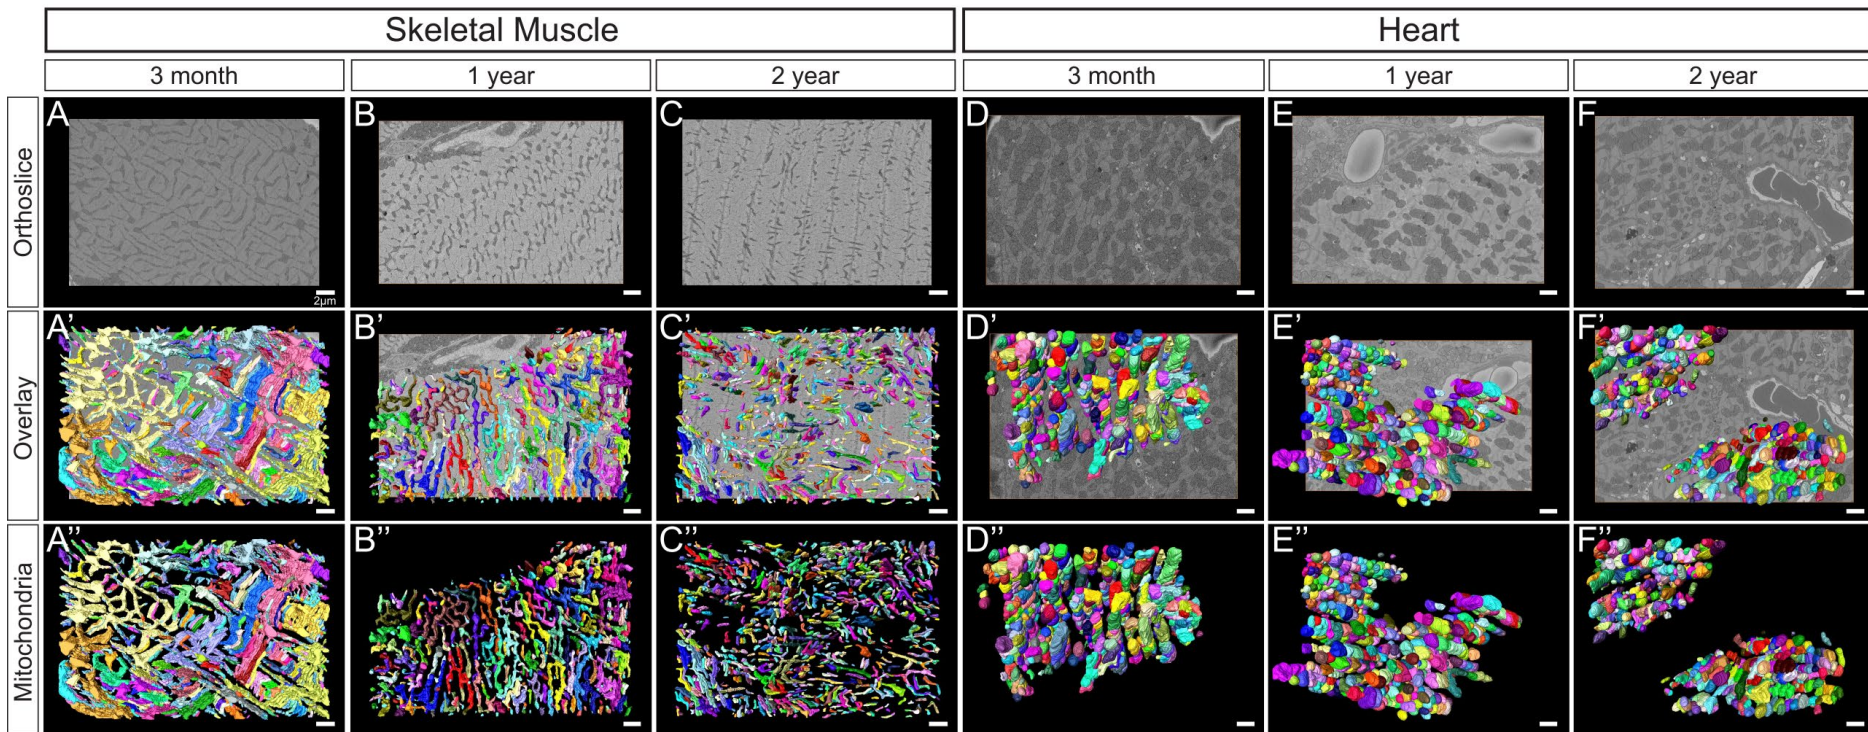 Skeletal Muscle
Heart
3 month
1 year
2 year
3 month
1 year
2 year
Orthoslice
A
B
C
D
E
F
2µm
Overlay
A’
B’
C’
D’
E’
F’
Mitochondria
A’’
B’’
C’’
D’’
E’’
F’’